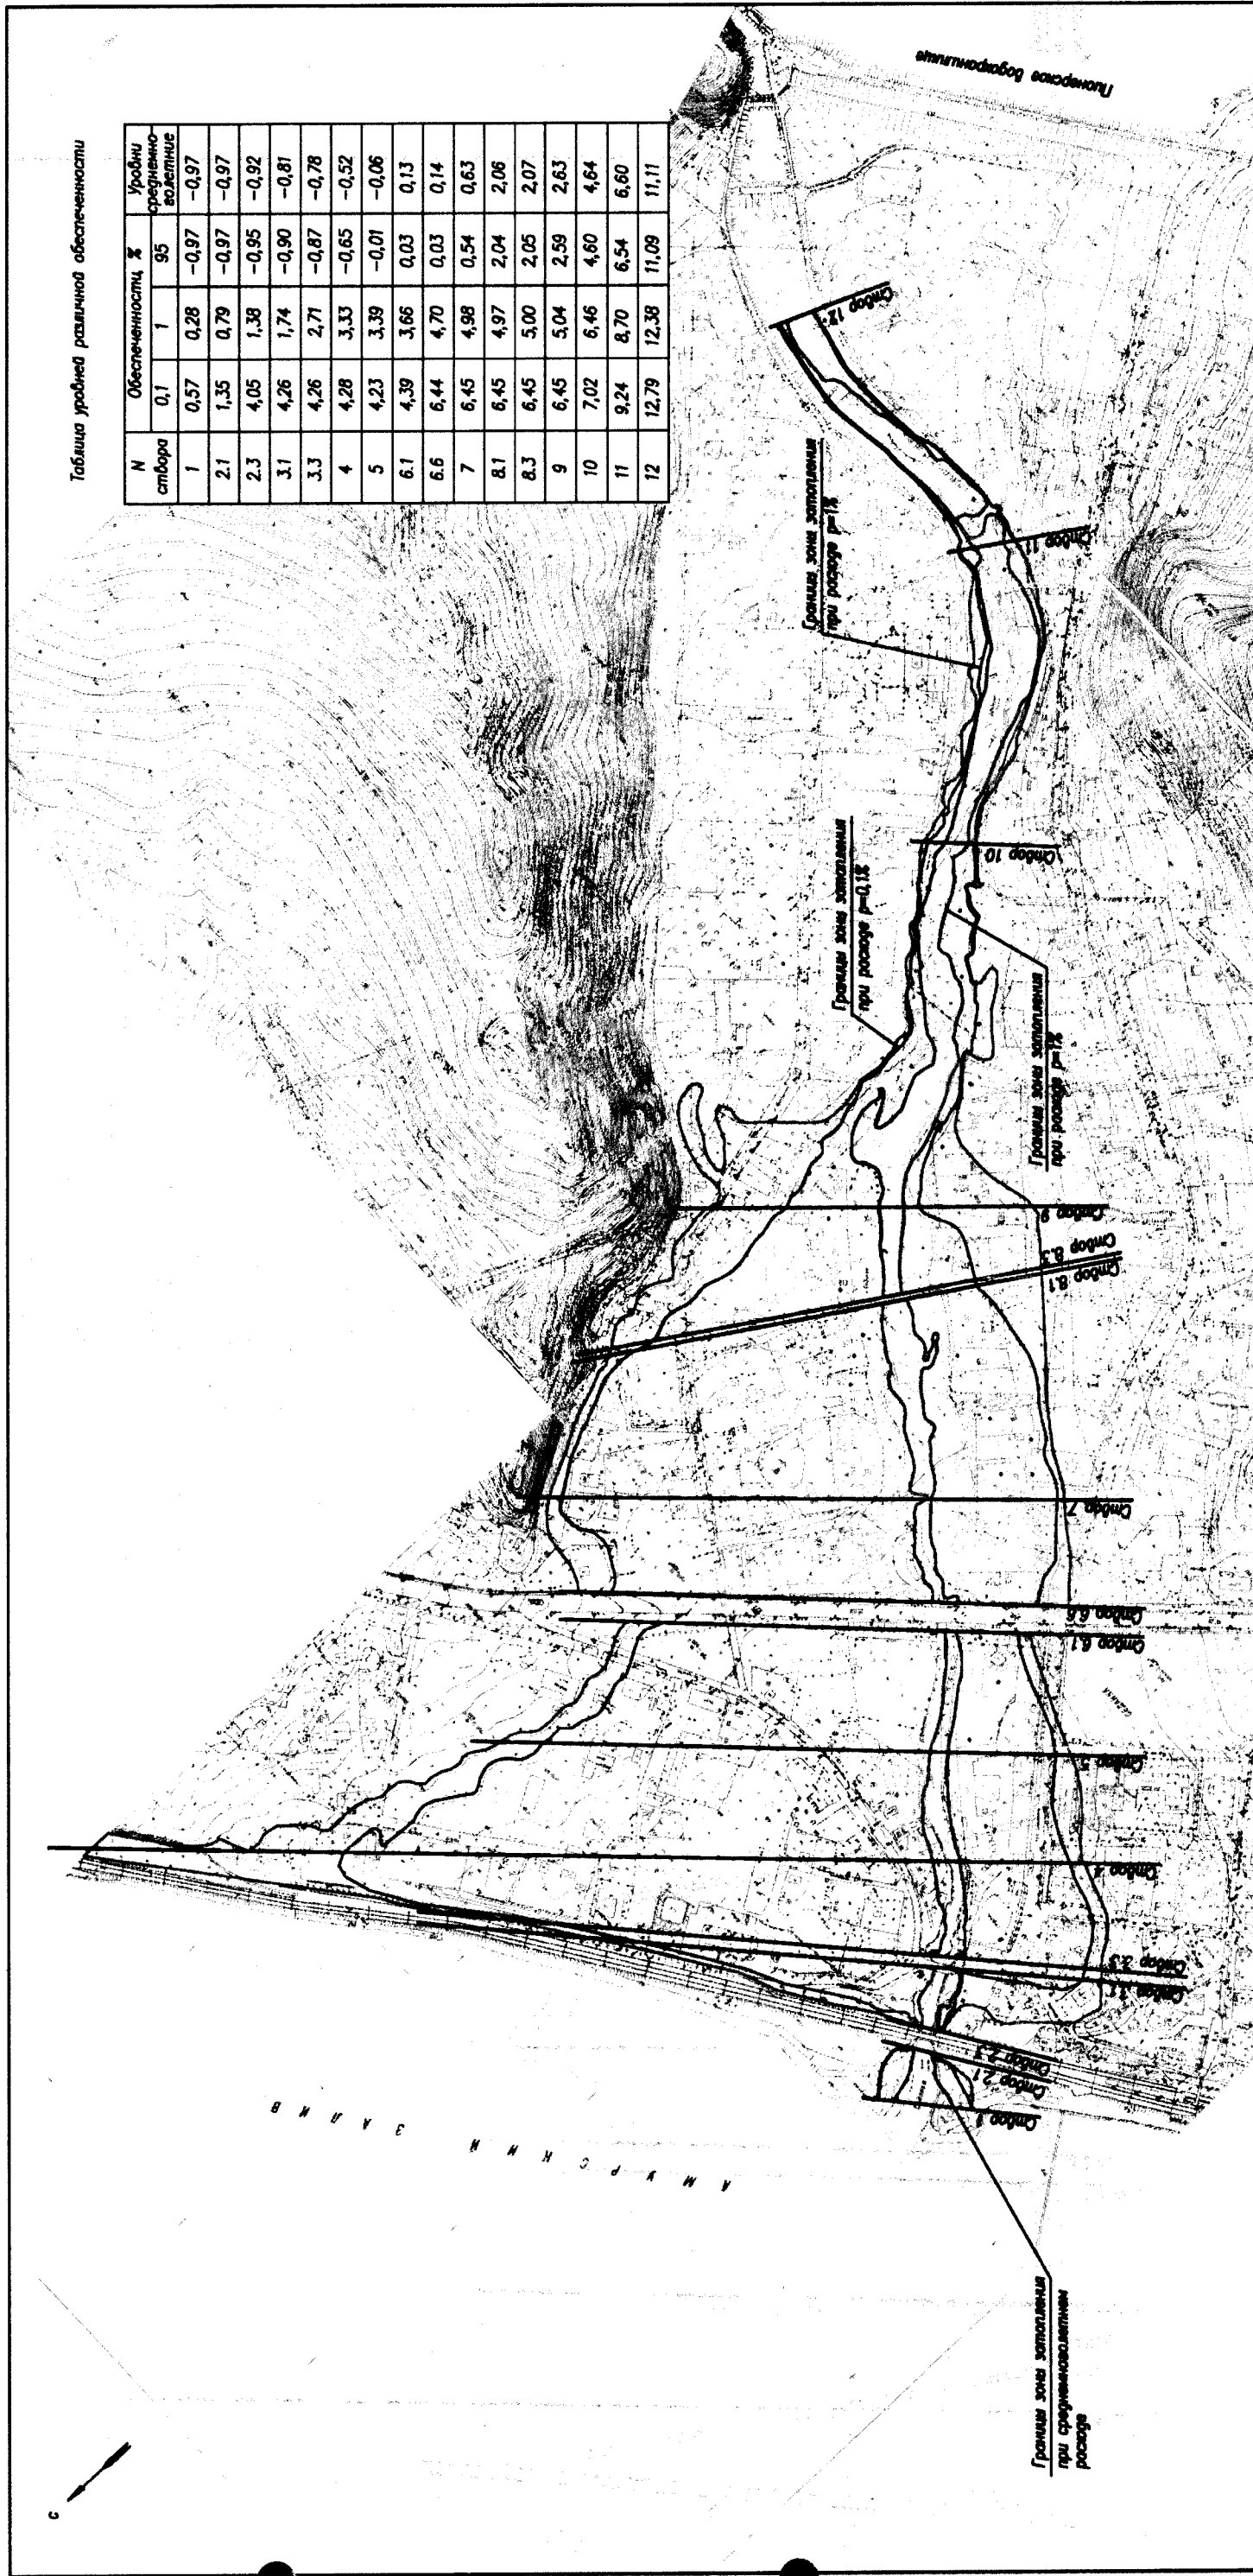 Таблица уровней различной обеспеченности
N створа Обеспеченности, % Уровни среднемноголетние
0,1 1 95
1 0,57 0,28 -0,97 -0,97
2.1 1,35 0,79 -0,97 -0,97
2.3 4,05 1,38 -0,95 -0,92
3.1 4,26 1,74 -0,90 -0,81
3.3 4,26 2,71 -0,87 -0,78
4 4,28 3,33 -0,65 -0,52
5 4,23 3,39 -0,01 -0,06
6.1 4,39 3,66 0,03 0,13
6.6 6,44 4,70 0,03 0,14
7 6,45 4,98 0,54 0,63
8.1 6,45 4,97 2,04 2,06
8.3 6,45 5,00 2,05 2,07
9 6,45 5,04 2,59 2,63
10 7,02 6,46 4,60 4,64
11 9,24 8,70 6,54 6,60
12 12,79 12,38 11,09 11,11
Пионерское водохранилище
С
АМУРСКИЙ ЗАЛИВ
Граница зоны затопления
при среднемноголетнем
расходе
Граница зоны затопления
при расходе p=0,1%
Граница зоны затопления
при расходе p=1%
Граница зоны затопления
при расходе p=1%
Створ 1
Створ 2.1
Створ 2.3
Створ 3.1
Створ 3.3
Створ 4
Створ 5
Створ 6.1
Створ 6.6
Створ 7
Створ 8.1
Створ 8.3
Створ 9
Створ 10
Створ 11
Створ 12